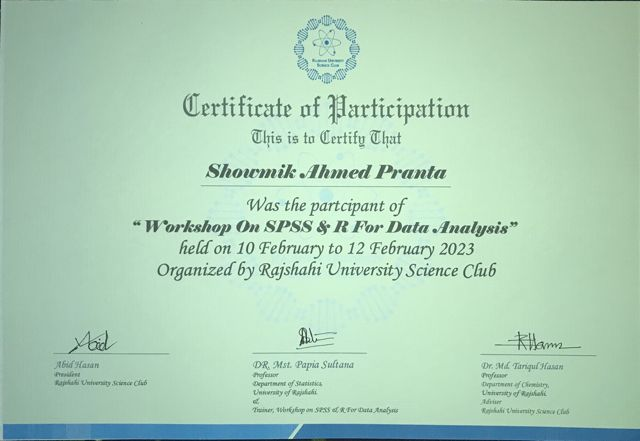 RAJSHAHI UNIVERSITY
SCIENCE CLUB
Certificate of Participation
This is to Certify That
Showmik Ahmed Pranta
Was the partcipant of
“Workshop On SPSS & R For Data Analysis”
held on 10 February to 12 February 2023
Organized by Rajshahi University Science Club
Abid
Abid Hasan
President
Rajshahi University Science Club
DR. Mst. Papia Sultana
Professor
Department of Statistics,
University of Rajshahi.
&
Trainer, Workshop on SPSS & R For Data Analysis
Dr. Md. Tariqul Hasan
Professor
Department of Chemistry,
University of Rajshahi.
Adviser
Rajshahi University Science Club